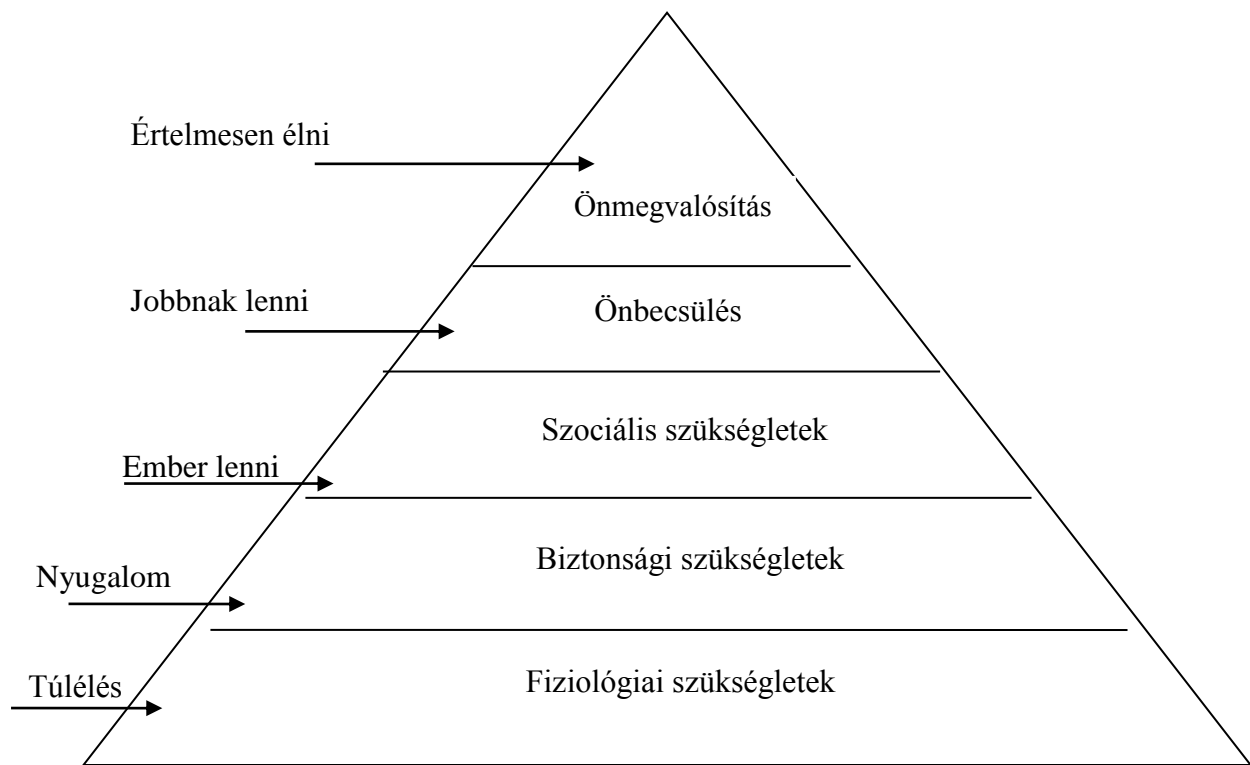 Értelmesen élni
Önmegvalósítás
Jobbnak lenni
Önbecsülés
Szociális szükségletek
Ember lenni
Biztonsági szükségletek
Nyugalom
Fiziológiai szükségletek
Túlélés